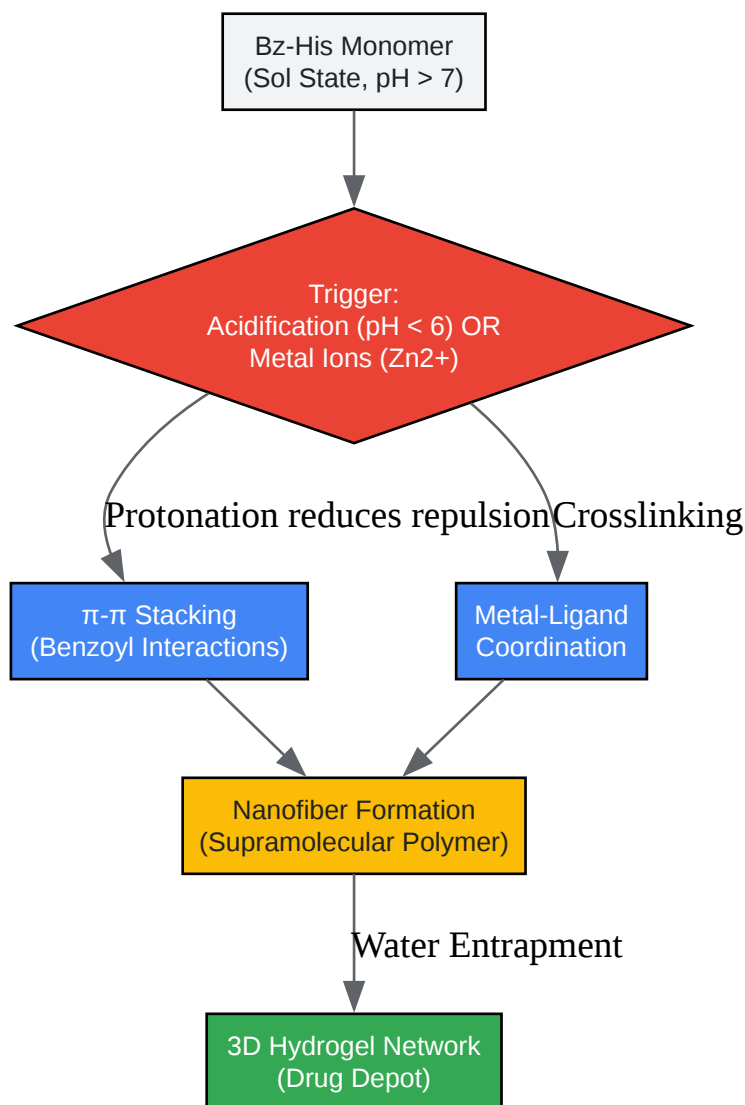 Bz-His Monomer
(Sol State, pH > 7)
Trigger:
Acidification (pH < 6) OR
Metal Ions (Zn2+)
Protonation reduces repulsion
Crosslinking
π-π Stacking
(Benzoyl Interactions)
Metal-Ligand
Coordination
Nanofiber Formation
(Supramolecular Polymer)
Water Entrapment
3D Hydrogel Network
(Drug Depot)